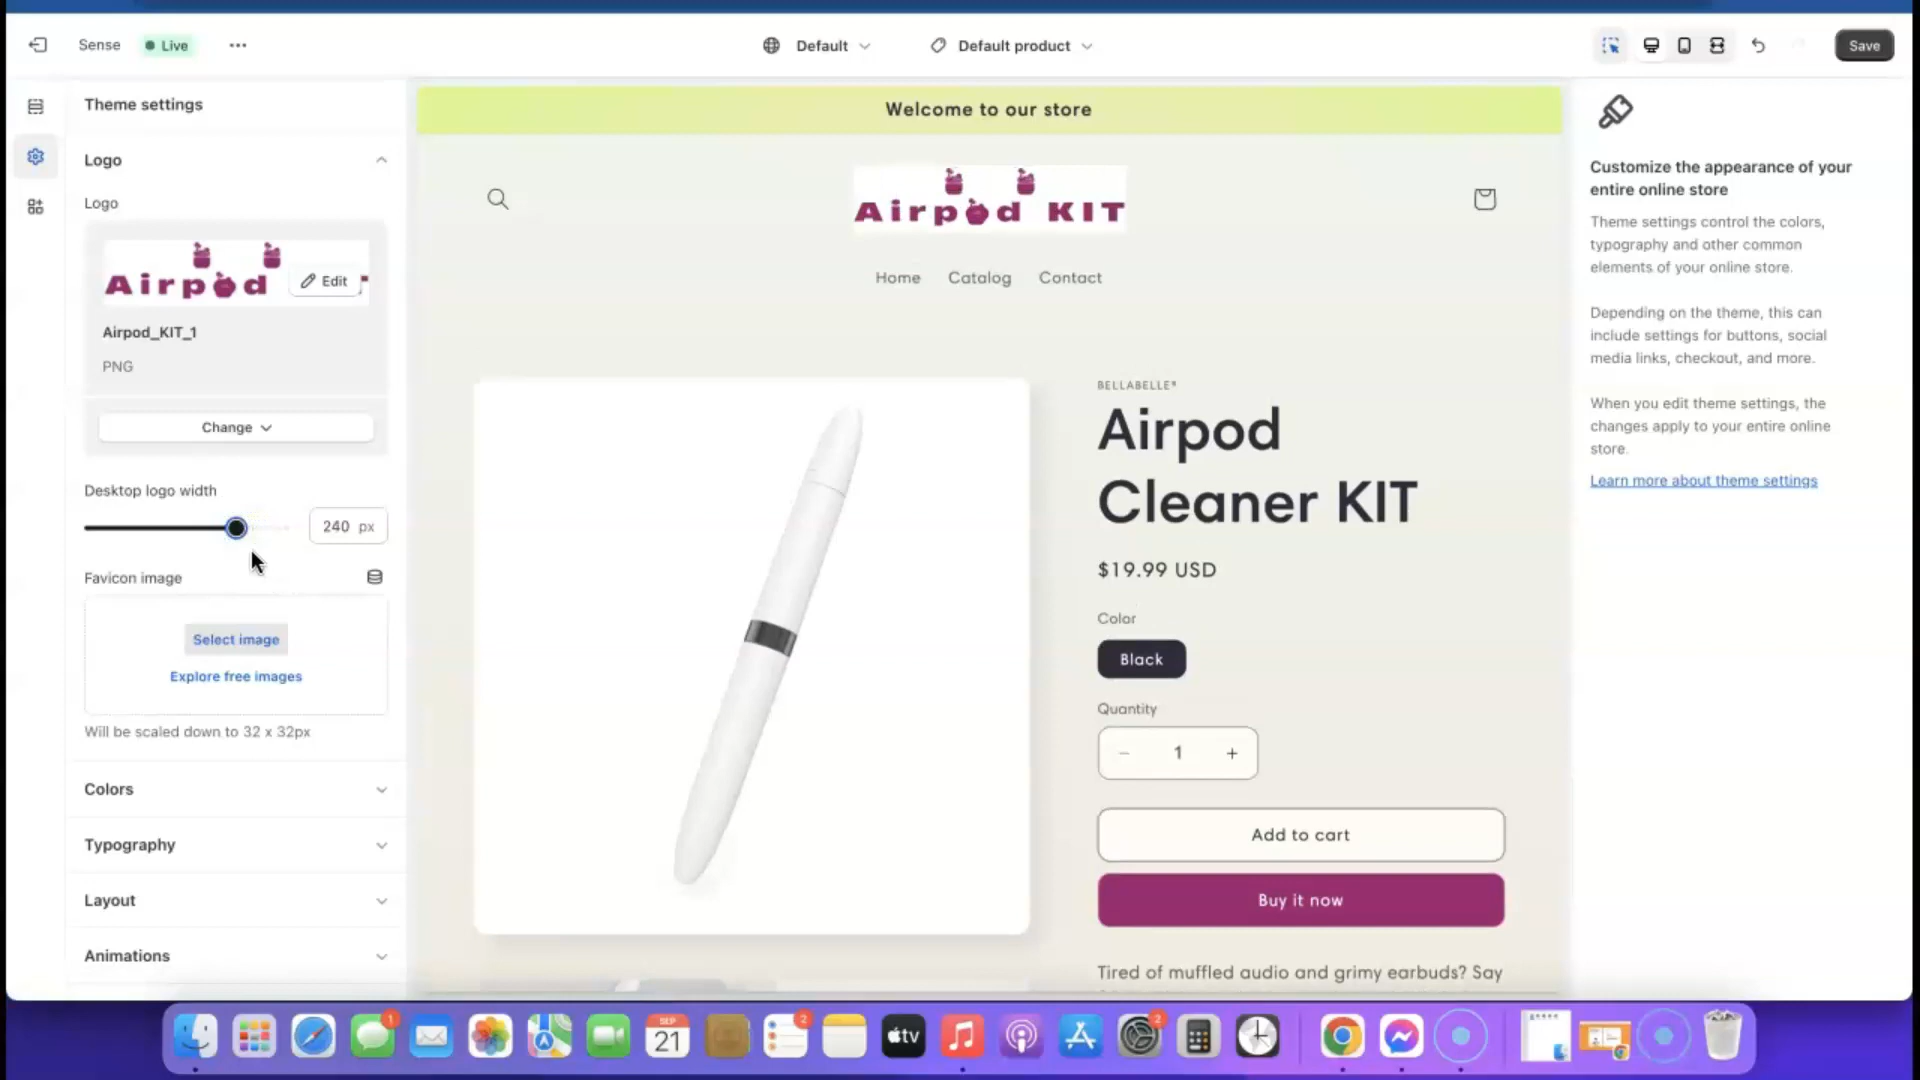 Sense
Live
Default
Default product
Save
Theme settings
Logo
Logo
Airpod
Edit
Airpod_KIT_1
PNG
Change
Desktop logo width
240 px
Favicon image
Select image
Explore free images
Will be scaled down to 32 x 32px
Colors
Typography
Layout
Animations
Welcome to our store
Airpod KIT
Home Catalog Contact
BELLABELLE®
Airpod
Cleaner KIT
$19.99 USD
Color
Black
Quantity
1
Add to cart
Buy it now
Tired of muffled audio and grimy earbuds? Say
Customize the appearance of your
entire online store
Theme settings control the colors,
typography and other common
elements of your online store.
Depending on the theme, this can
include settings for buttons, social
media links, checkout, and more.
When you edit theme settings, the
changes apply to your entire online
store.
Learn more about theme settings
1
SEP
21
2
tv
2